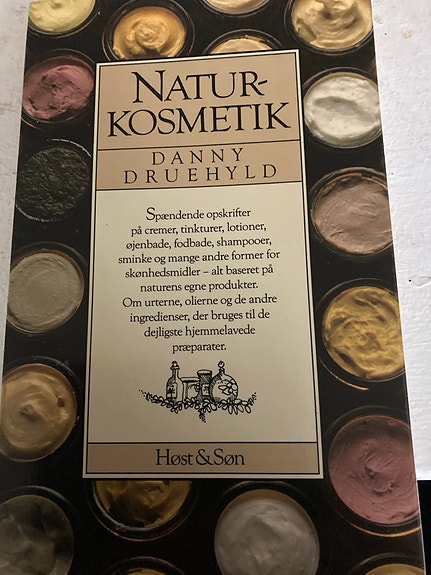 NATUR-
KOSMETIK
DANNY
DRUEHYLD
Spændende opskrifter
på cremer, tinkturer, lotioner,
øjenbade, fodbade, shampooer,
sminke og mange andre former for
skønhedsmidler – alt baseret på
naturens egne produkter.
Om urterne, olierne og de andre
ingredienser, der bruges til de
dejligste hjemmelavede
præparater.
Høst & Søn